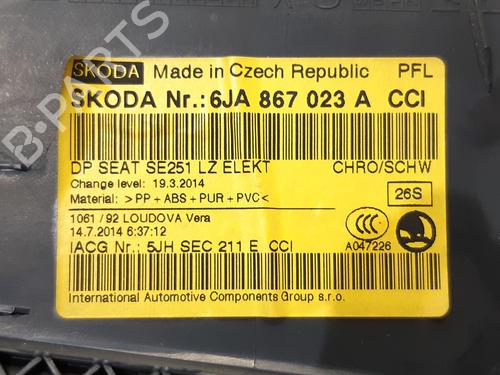 SKODA Made in Czech Republic PFL
SKODA Nr.: 6JA 867 023 A CCI
DP SEAT SE251 LZ ELEKT CHRO/SCHW
Change level: 19.3.2014
Material: >PP + ABS + PUR + PVC<
26S
1061 / 92 LOUDOVA Vera
14.7.2014 6:37:12
CCC
A047226
IACG Nr.: 5JH SEC 211 E CCI
International Automotive Components Group s.r.o.
B-PARTS